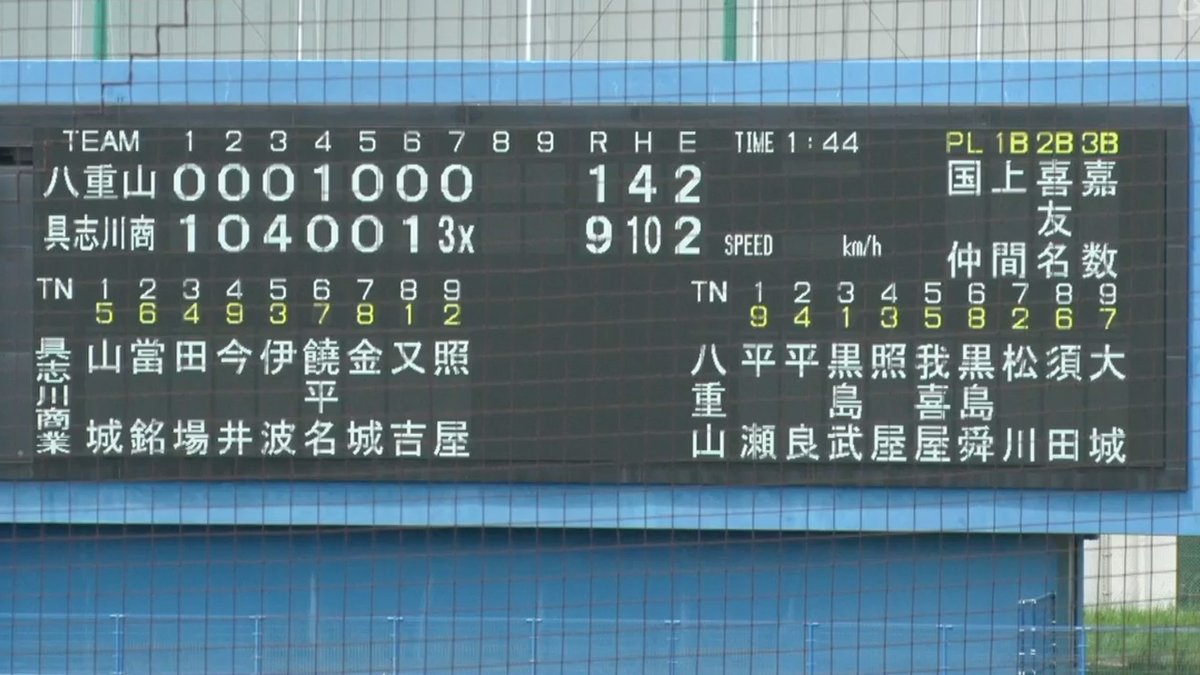 TEAM 1 2 3 4 5 6 7 8 9 R H E TIME 1:44
八重山 0 0 0 1 0 0 0 1 4 2
具志川商 1 0 4 0 0 1 3x 9 10 2
SPEED km/h
PL 1B 2B 3B
国仲 上間 喜友名 嘉数
TN 1 2 3 4 5 6 7 8 9
5 6 4 9 3 7 8 1 2
具志川商業 山城 當銘 田場 今井 伊波 饒平名 金城 又吉 照屋
TN 1 2 3 4 5 6 7 8 9
9 4 1 3 5 8 2 6 7
八重山 平瀬 平良 黒島武 照屋 我喜屋 黒島舜 松川 須田 大城